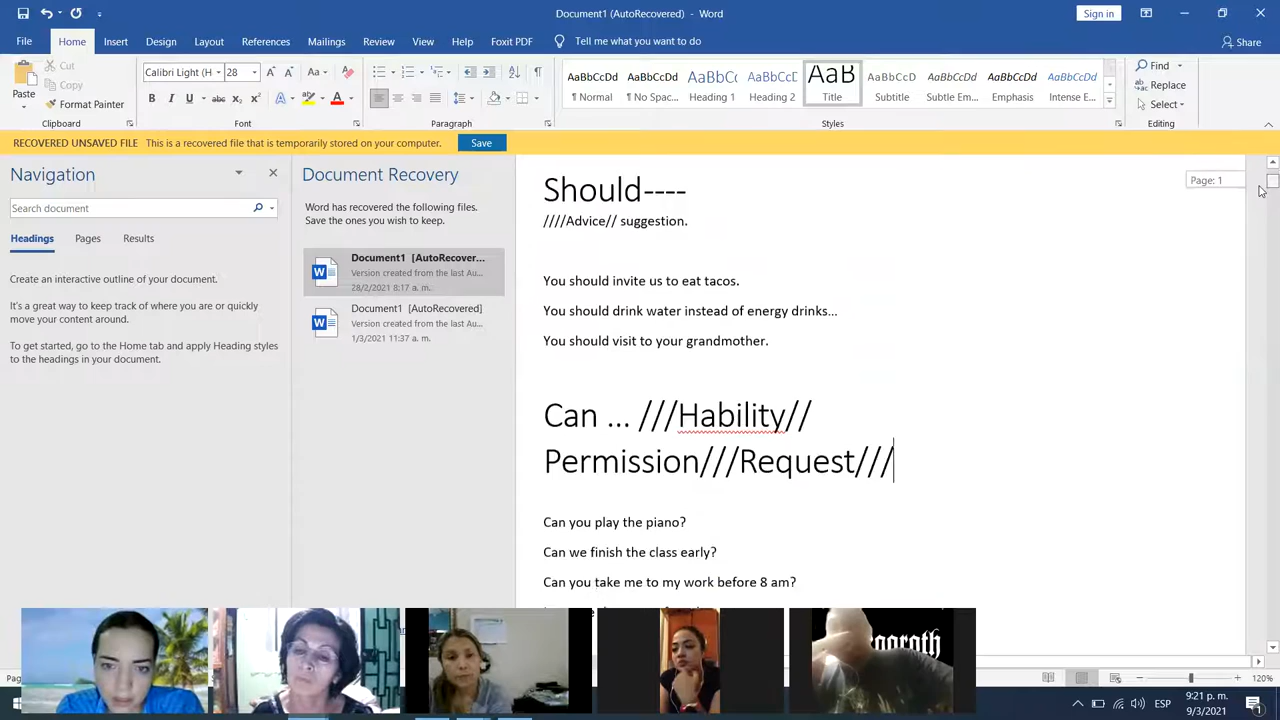 Document1 (AutoRecovered) - Word
Sign in
File Home Insert Design Layout References Mailings Review View Help Foxit PDF Tell me what you want to do Share
Cut
Copy
Paste
Format Painter
Clipboard
Calibri Light (H 28
Aa
B I U abc x₂ x² A A
Font
Paragraph
AaBbCcDd AaBbCcDd AaBbC AaBbCcD AaB AaBbCcD AaBbCcDd AaBbCcDd AaBbCcDd
¶ Normal ¶ No Spac... Heading 1 Heading 2 Title Subtitle Subtle Em... Emphasis Intense E...
Styles
Find
Replace
Select
Editing
RECOVERED UNSAVED FILE This is a recovered file that is temporarily stored on your computer. Save
Navigation
Search document
Headings Pages Results
Create an interactive outline of your document.
It's a great way to keep track of where you are or quickly
move your content around.
To get started, go to the Home tab and apply Heading styles
to the headings in your document.
Document Recovery
Word has recovered the following files.
Save the ones you wish to keep.
Document1 [AutoRecover...
Version created from the last Au...
28/2/2021 8:17 a. m.
Document1 [AutoRecovered]
Version created from the last Au...
1/3/2021 11:37 a. m.
Page: 1
Should----
////Advice// suggestion.
You should invite us to eat tacos.
You should drink water instead of energy drinks...
You should visit to your grandmother.
Can ... ///Hability//
Permission///Request///
Can you play the piano?
Can we finish the class early?
Can you take me to my work before 8 am?
120%
ESP
9:21 p. m.
9/3/2021